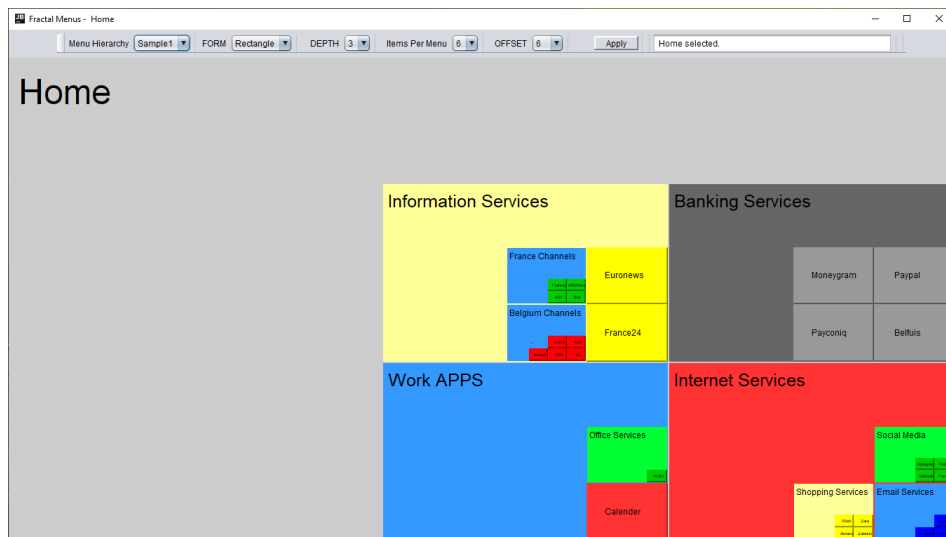 Fractal Menus -  Home
Menu Hierarchy Sample1 FORM Rectangle DEPTH 3 Items Per Menu 6 OFFSET 6 Apply Home selected.
Home
Information Services
Banking Services
France Channels
Euronews
Moneygram
Paypal
Belgium Channels
France24
Payconiq
Belfuis
Work APPS
Internet Services
Office Services
Social Media
Calender
Shopping Services
Email Services